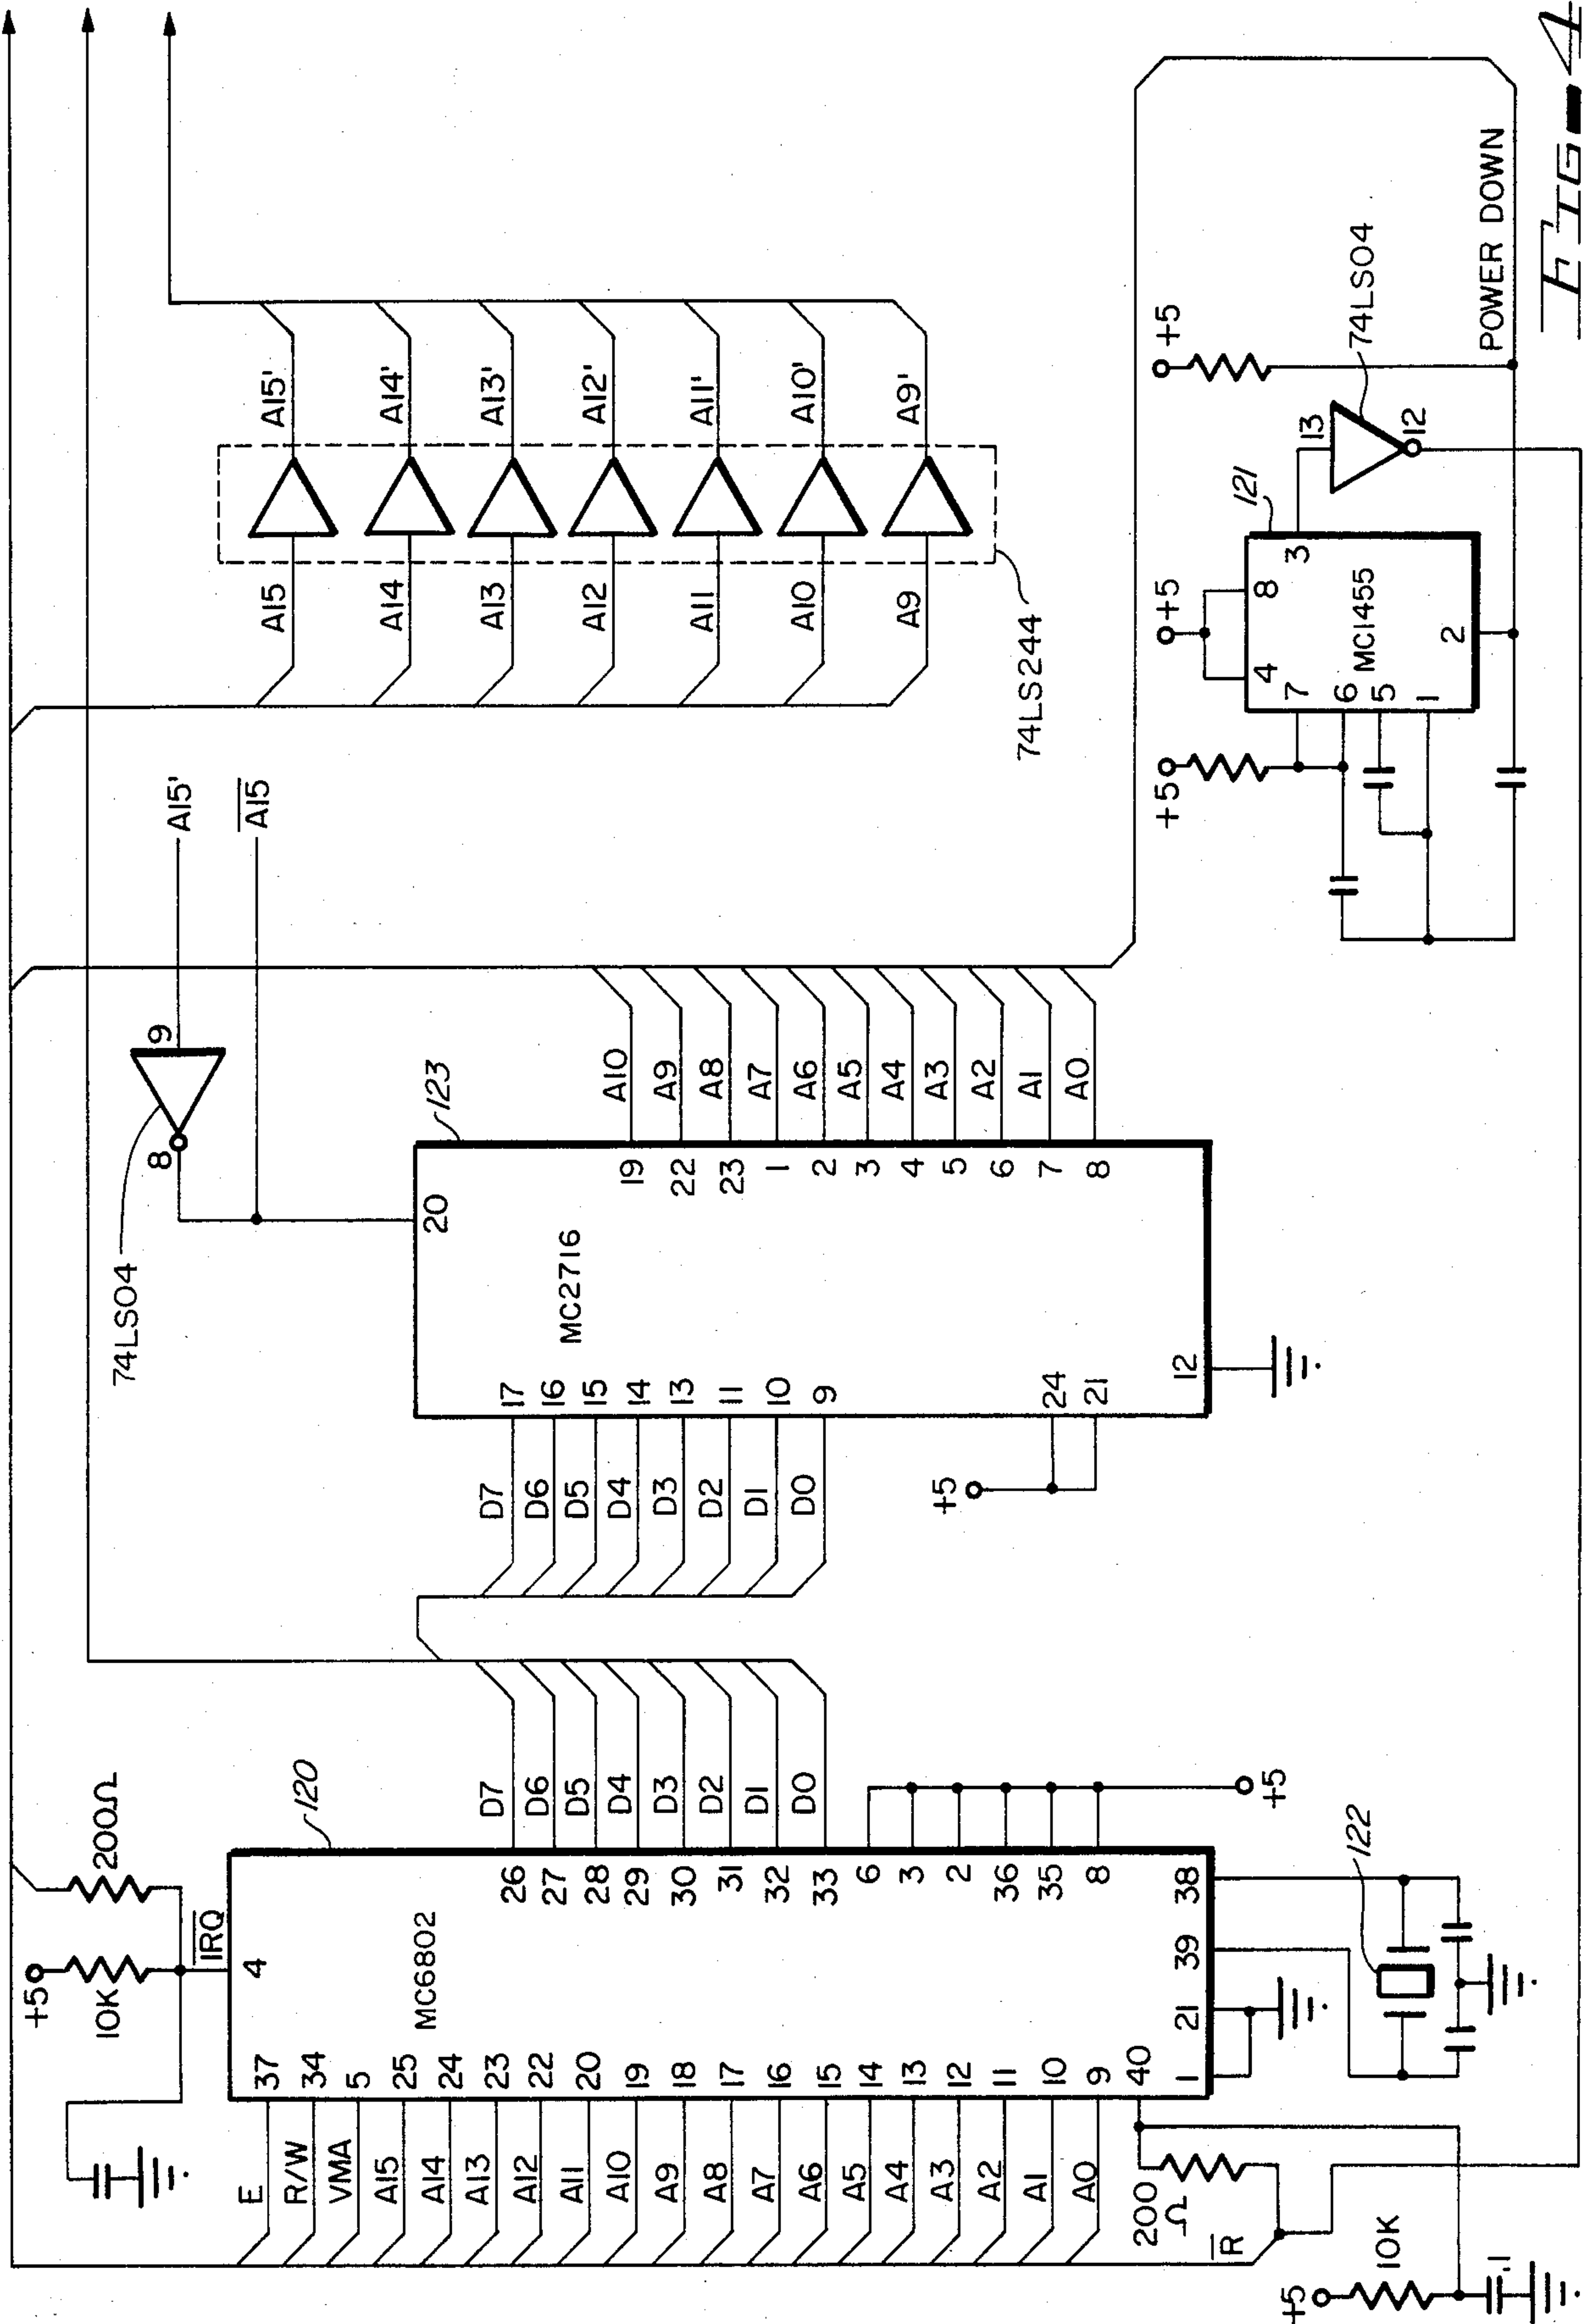 A15'
A14'
A13'
A12'
A11'
A10'
A9'
A15
A14
A13
A12
A11
A10
A9
74LS244
A15'
A15
9
8
74LS04
123
20
MC2716
A10
A9
A8
A7
A6
A5
A4
A3
A2
A1
A0
19
22
23
1
2
3
4
5
6
7
8
17
16
15
14
13
11
10
9
24
21
12
D7
D6
D5
D4
D3
D2
D1
D0
+5
200Ω
+5
10K
IRQ
4
120
MC6802
D7
D6
D5
D4
D3
D2
D1
D0
26
27
28
29
30
31
32
33
6
3
2
36
35
8
+5
38
39
21
1
40
122
37
34
5
25
24
23
22
20
19
18
17
16
15
14
13
12
11
10
9
E
R/W
VMA
A15
A14
A13
A12
A11
A10
A9
A8
A7
A6
A5
A4
A3
A2
A1
A0
200
Ω
R
+5
10K
.1
+5
+5
+5
121
MC1455
7
6
5
1
4
8
3
2
13
12
74LS04
POWER DOWN
FIG-4